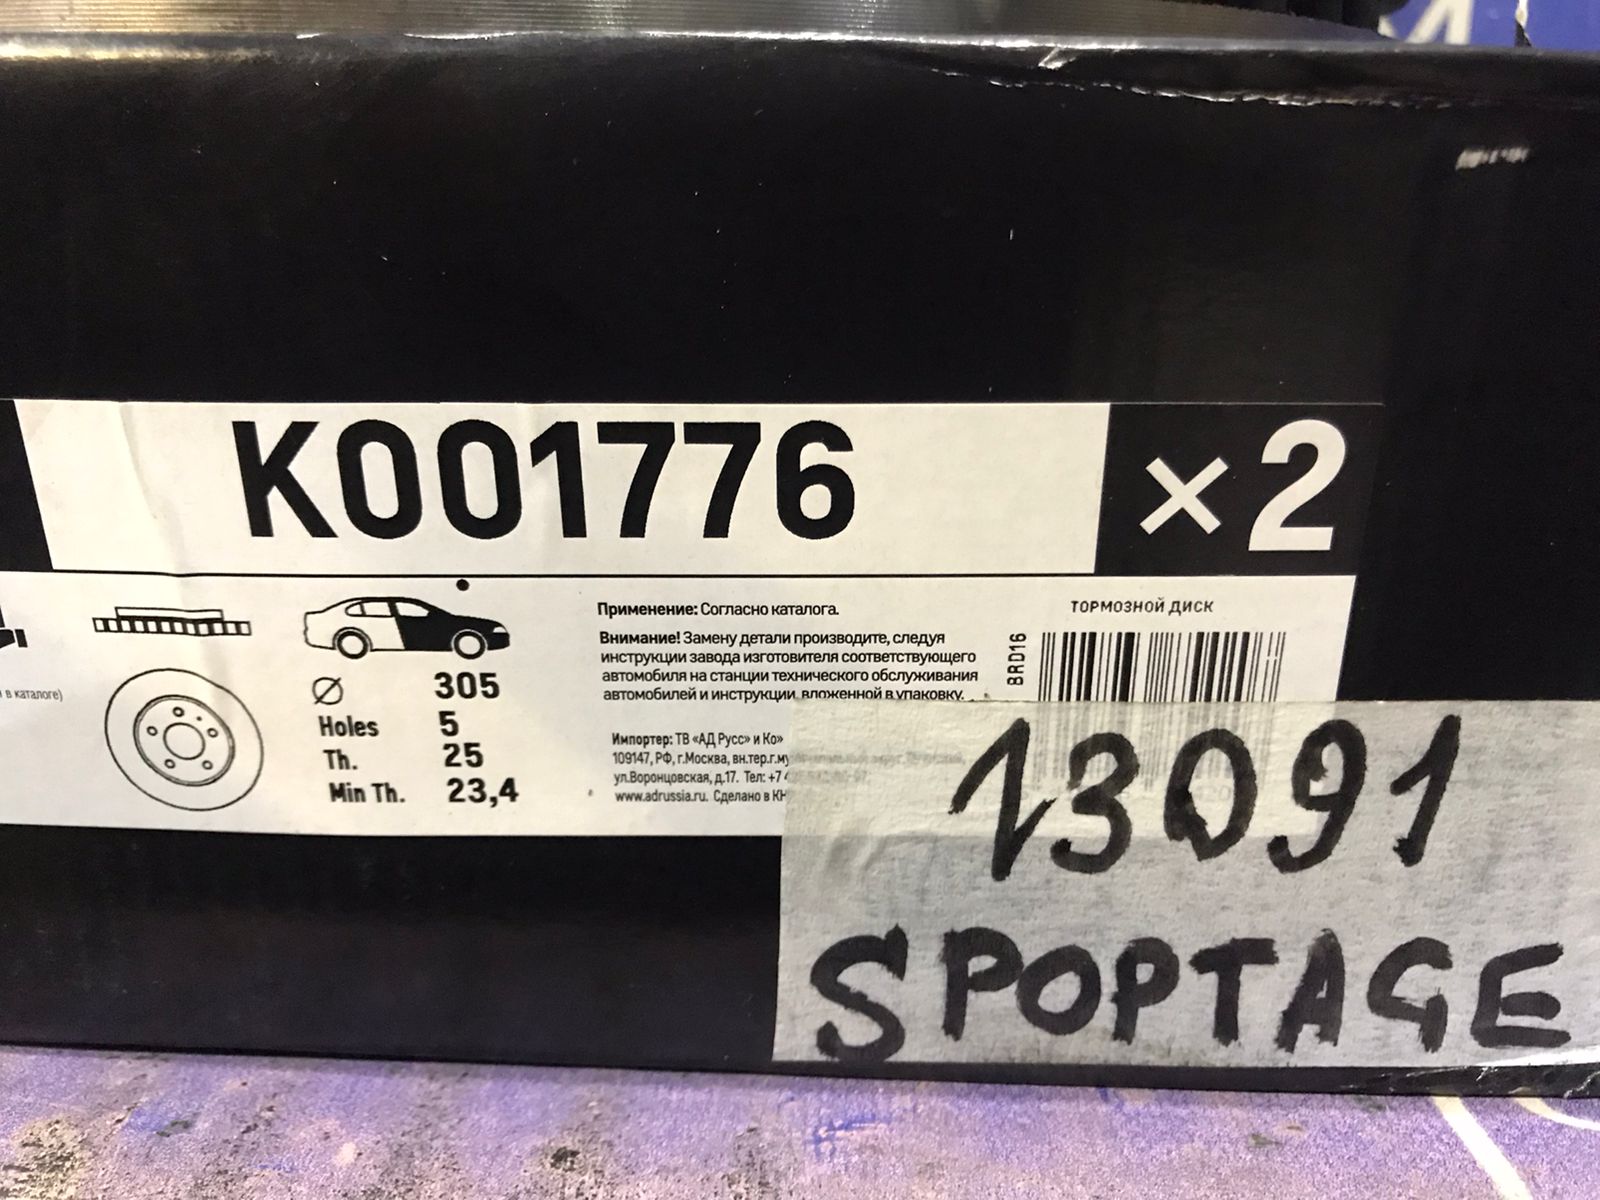 K001776
×2
в каталоге)
Ø 305
Holes 5
Th. 25
Min Th. 23,4
Применение: Согласно каталога.
Внимание! Замену детали производите, следуя
инструкции завода изготовителя соответствующего
автомобиля на станции технического обслуживания
автомобилей и инструкции, вложенной в упаковку.
Импортер: ТВ «АД Русс» и Ко»
109147, РФ, г.Москва, вн.тер.г.му
ул.Воронцовская, д.17. Тел: +7
www.adrussia.ru. Сделано в КН
ТОРМОЗНОЙ ДИСК
BRD16
13091
SPOPTAGE